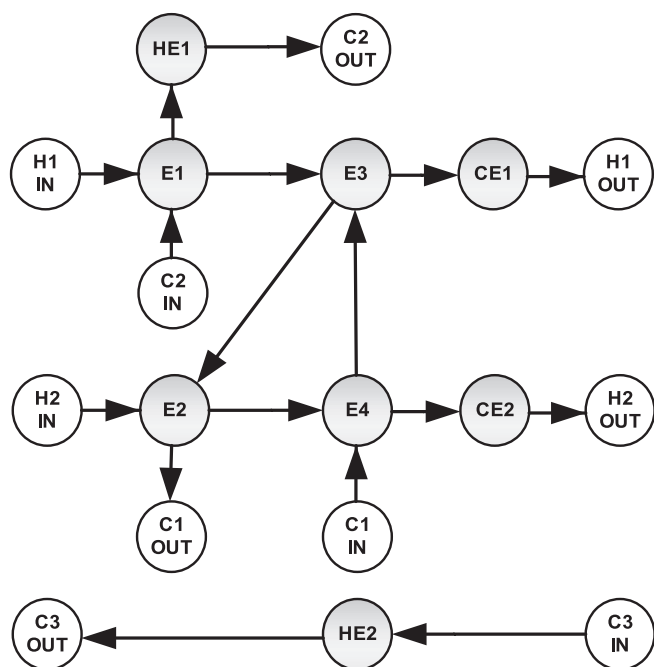 HE1
C2
OUT
H1
IN
E1
E3
CE1
H1
OUT
C2
IN
H2
IN
E2
E4
CE2
H2
OUT
C1
OUT
C1
IN
C3
OUT
HE2
C3
IN